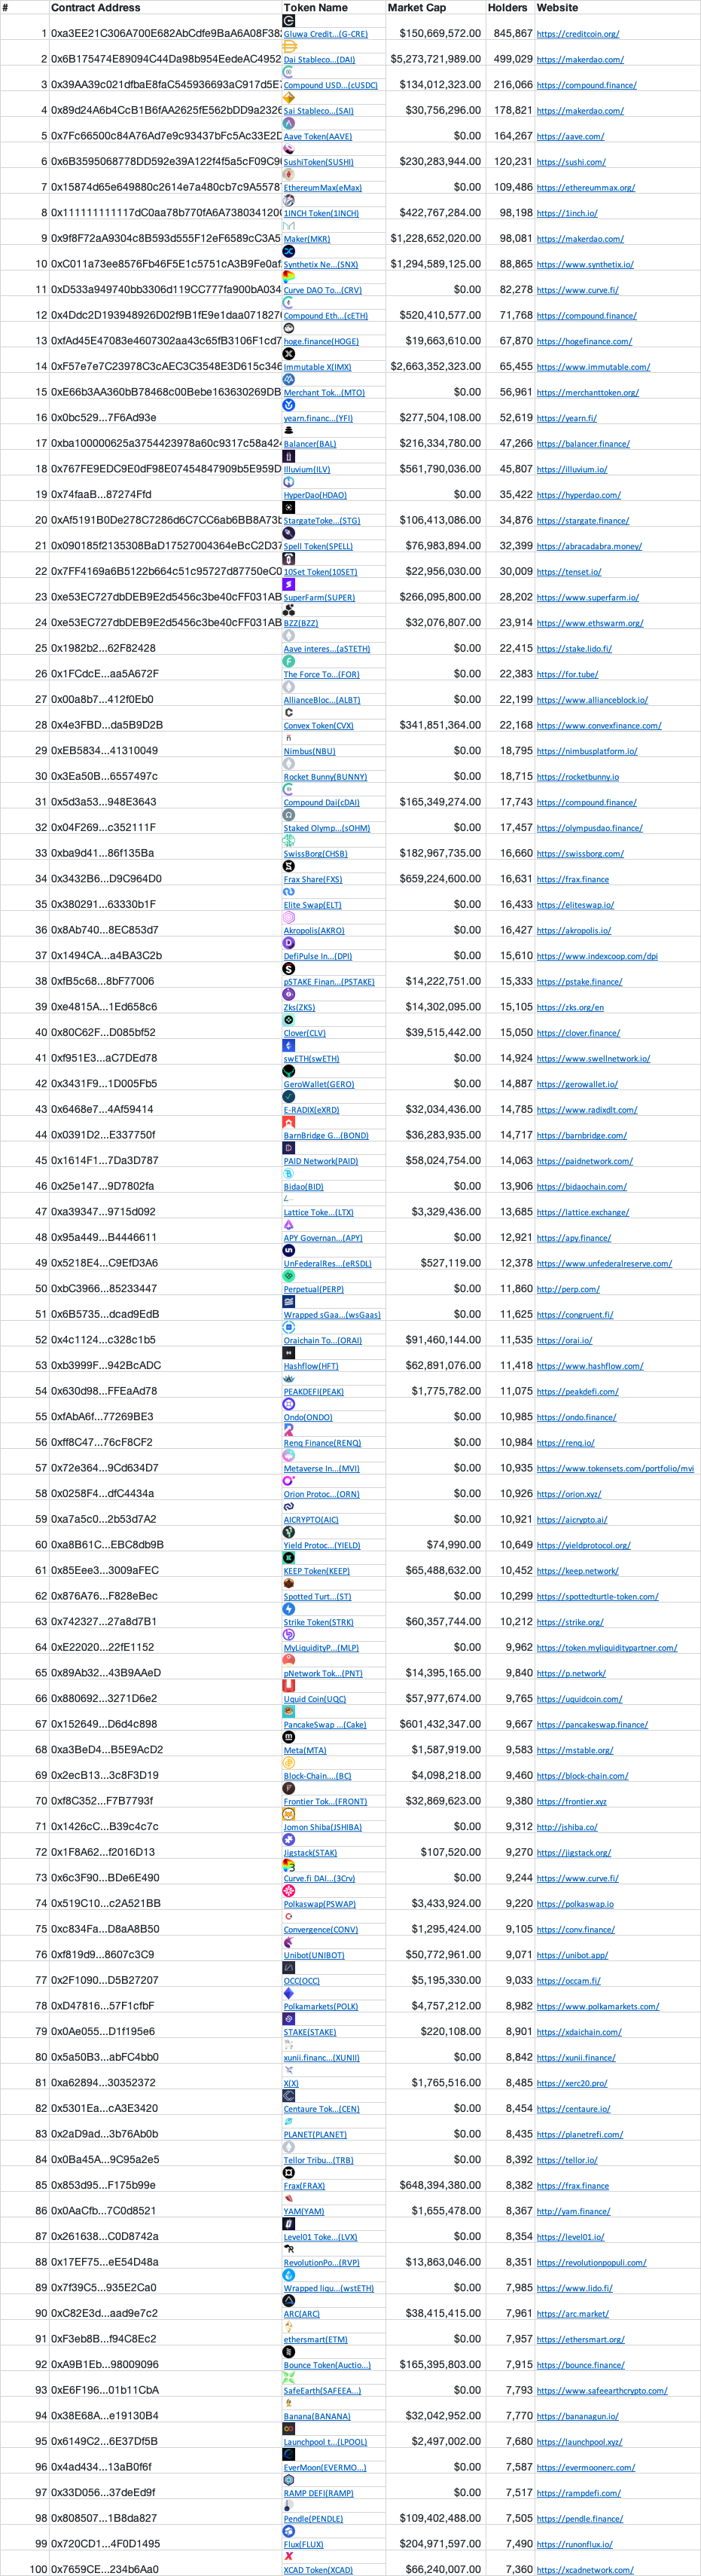 # Contract Address Token Name Market Cap Holders Website
1 0xa3EE21C306A700E682AbCdfe9BaA6A08F38 Gluwa Credit...(G-CRE) $150,669,572.00 845,867 https://creditcoin.org/
2 0x6B175474E89094C44Da98b954EedeAC4952 Dai Stableco...(DAI) $5,273,721,989.00 499,029 https://makerdao.com/
3 0x39AA39c021dfbaE8faC545936693aC917d5E Compound USD...(cUSDC) $134,012,323.00 216,066 https://compound.finance/
4 0x89d24A6b4CcB1B6fAA2625fE562bDD9a2326 Sai Stableco...(SAI) $30,756,296.00 178,821 https://makerdao.com/
5 0x7Fc66500c84A76Ad7e9c93437bFc5Ac33E2D Aave Token(AAVE) $0.00 164,267 https://aave.com/
6 0x6B3595068778DD592e39A122f4f5a5cF09C9 SushiToken(SUSHI) $230,283,944.00 120,231 https://sushi.com/
7 0x15874d65e649880c2614e7a480cb7c9A5578 EthereumMax(eMax) $0.00 109,486 https://ethereummax.org/
8 0x111111111117dC0aa78b770fA6A738034120 1INCH Token(1INCH) $422,767,284.00 98,198 https://1inch.io/
9 0x9f8F72aA9304c8B593d555F12eF6589cC3A5 Maker(MKR) $1,228,652,020.00 98,081 https://makerdao.com/
10 0xC011a73ee8576Fb46F5E1c5751cA3B9Fe0af Synthetix Ne...(SNX) $1,294,589,125.00 88,865 https://www.synthetix.io/
11 0xD533a949740bb3306d119CC777fa900bA034 Curve DAO To...(CRV) $0.00 82,278 https://www.curve.fi/
12 0x4Ddc2D193948926D02f9B1fE9e1daa071827 Compound Eth...(cETH) $520,410,577.00 71,768 https://compound.finance/
13 0xfAd45E47083e4607302aa43c65fB3106F1cd7 hoge.finance(HOGE) $19,663,610.00 67,870 https://hogefinance.com/
14 0xF57e7e7C23978C3cAEC3C3548E3D615c346 Immutable X(IMX) $2,663,352,323.00 65,455 https://www.immutable.com/
15 0xE66b3AA360bB78468c00Bebe163630269DB Merchant Tok...(MTO) $0.00 56,961 https://merchanttoken.org/
16 0x0bc529...7F6Ad93e yearn.financ...(YFI) $277,504,108.00 52,619 https://yearn.fi/
17 0xba100000625a3754423978a60c9317c58a424 Balancer(BAL) $216,334,780.00 47,266 https://balancer.finance/
18 0x767FE9EDC9E0dF98E07454847909b5E959D Illuvium(ILV) $561,790,036.00 45,807 https://illuvium.io/
19 0x74faaB...87274Ffd HyperDao(HDAO) $0.00 35,422 https://hyperdao.com/
20 0xAf5191B0De278C7286d6C7CC6ab6BB8A73b StargateToke...(STG) $106,413,086.00 34,876 https://stargate.finance/
21 0x090185f2135308BaD17527004364eBcC2D37 Spell Token(SPELL) $76,983,836.00 32,399 https://abracadabra.money/
22 0x7FF4169a6B5122b664c51c95727d87750eC0 10Set Token(10SET) $22,956,030.00 30,009 https://tenset.io/
23 0xe53EC727dbDEB9E2d5456c3be40cFF031AB SuperFarm(SUPER) $266,095,800.00 28,202 https://www.superfarm.io/
24 0xe53EC727dbDEB9E2d5456c3be40cFF031AB BZZ(BZZ) $32,076,807.00 23,914 https://www.ethswarm.org/
25 0x1982b2...62F82428 Aave interes...(aSTETH) $0.00 22,415 https://stake.lido.fi/
26 0x1FCdcE...aa5A672F The Force To...(FOR) $0.00 22,383 https://for.tube/
27 0x00a8b7...412f0Eb0 AllianceBloc...(ALBT) $0.00 22,199 https://www.allianceblock.io/
28 0x4e3FBD...da5B9D2B Convex Token(CVX) $341,851,364.00 22,168 https://www.convexfinance.com/
29 0xEB5834...41310049 Nimbus(NBU) $0.00 18,795 https://nimbusplatform.io/
30 0x3Ea50B...6557497c Rocket Bunny(BUNNY) $0.00 18,715 https://rocketbunny.io
31 0x5d3a53...948E3643 Compound Dai(cDAI) $165,349,274.00 17,743 https://compound.finance/
32 0x04F269...c352111F Staked Olymp...(sOHM) $0.00 17,457 https://olympusdao.finance/
33 0xba9d41...86f135Ba SwissBorg(CHSB) $182,967,735.00 16,660 https://swissborg.com/
34 0x3432B6...D9C964D0 Frax Share(FXS) $659,224,600.00 16,631 https://frax.finance
35 0x380291...63330b1F Elite Swap(ELT) $0.00 16,433 https://eliteswap.io/
36 0x8Ab740...8EC853d7 Akropolis(AKRO) $0.00 16,427 https://akropolis.io/
37 0x1494CA...a4BA3C2b DefiPulse In...(DPI) $0.00 15,610 https://www.indexcoop.com/dpi
38 0xfB5c68...8bF77006 pSTAKE Finan...(PSTAKE) $14,222,751.00 15,333 https://pstake.finance/
39 0xe4815A...1Ed658c6 Zks(ZKS) $14,302,095.00 15,105 https://zks.org/en
40 0x80C62F...D085bf52 Clover(CLV) $39,515,442.00 15,050 https://clover.finance/
41 0xf951E3...aC7DEd78 swETH(swETH) $0.00 14,924 https://www.swellnetwork.io/
42 0x3431F9...1D005Fb5 GeroWallet(GERO) $0.00 14,887 https://gerowallet.io/
43 0x6468e7...4Af59414 E-RADIX(eXRD) $32,034,436.00 14,785 https://www.radixdlt.com/
44 0x0391D2...E337750f BarnBridge G...(BOND) $36,283,935.00 14,717 https://barnbridge.com/
45 0x1614F1...7Da3D787 PAID Network(PAID) $58,024,754.00 14,063 https://paidnetwork.com/
46 0x25e147...9D7802fa Bidao(BID) $0.00 13,906 https://bidaochain.com/
47 0xa39347...9715d092 Lattice Toke...(LTX) $3,329,436.00 13,685 https://lattice.exchange/
48 0x95a449...B4446611 APY Governan...(APY) $0.00 12,921 https://apy.finance/
49 0x5218E4...C9EfD3A6 UnFederalRes...(eRSDL) $527,119.00 12,378 https://www.unfederalreserve.com/
50 0xbC3966...85233447 Perpetual(PERP) $0.00 11,860 http://perp.com/
51 0x6B5735...dcad9EdB Wrapped sGaa...(wsGaas) $0.00 11,625 https://congruent.fi/
52 0x4c1124...c328c1b5 Oraichain To...(ORAI) $91,460,144.00 11,535 https://orai.io/
53 0xb3999F...942BcADC Hashflow(HFT) $62,891,076.00 11,418 https://www.hashflow.com/
54 0x630d98...FFEaAd78 PEAKDEFI(PEAK) $1,775,782.00 11,075 https://peakdefi.com/
55 0xfAbA6f...77269BE3 Ondo(ONDO) $0.00 10,985 https://ondo.finance/
56 0xff8C47...76cF8CF2 Renq Finance(RENQ) $0.00 10,984 https://renq.io/
57 0x72e364...9Cd634D7 Metaverse In...(MVI) $0.00 10,935 https://www.tokensets.com/portfolio/mvi
58 0x0258F4...dfC4434a Orion Protoc...(ORN) $0.00 10,926 https://orion.xyz/
59 0xa7a5c0...2b53d7A2 AICRYPTO(AIC) $0.00 10,921 https://aicrypto.ai/
60 0xa8B61C...EBC8db9B Yield Protoc...(YIELD) $74,990.00 10,649 https://yieldprotocol.org/
61 0x85Eee3...3009aFEC KEEP Token(KEEP) $65,488,632.00 10,452 https://keep.network/
62 0x876A76...F828eBec Spotted Turt...(ST) $0.00 10,299 https://spottedturtle-token.com/
63 0x742327...27a8d7B1 Strike Token(STRK) $60,357,744.00 10,212 https://strike.org/
64 0xE22020...22fE1152 MyLiquidityP...(MLP) $0.00 9,962 https://token.myliquiditypartner.com/
65 0x89Ab32...43B9AAeD pNetwork Tok...(PNT) $14,395,165.00 9,840 https://p.network/
66 0x880692...3271D6e2 Uquid Coin(UQC) $57,977,674.00 9,765 https://uquidcoin.com/
67 0x152649...D6d4c898 PancakeSwap ...(Cake) $601,432,347.00 9,667 https://pancakeswap.finance/
68 0xa3BeD4...B5E9AcD2 Meta(MTA) $1,587,919.00 9,583 https://mstable.org/
69 0x2ecB13...3c8F3D19 Block-Chain....(BC) $4,098,218.00 9,460 https://block-chain.com/
70 0xf8C352...F7B7793f Frontier Tok...(FRONT) $32,869,623.00 9,380 https://frontier.xyz
71 0x1426cC...B39c4c7c Jomon Shiba(JSHIBA) $0.00 9,312 http://jshiba.co/
72 0x1F8A62...f2016D13 Jigstack(STAK) $107,520.00 9,270 https://jigstack.org/
73 0x6c3F90...BDe6E490 Curve.fi DAI...(3Crv) $0.00 9,244 https://www.curve.fi/
74 0x519C10...c2A521BB Polkaswap(PSWAP) $3,433,924.00 9,220 https://polkaswap.io
75 0xc834Fa...D8aA8B50 Convergence(CONV) $1,295,424.00 9,105 https://conv.finance/
76 0xf819d9...8607c3C9 Unibot(UNIBOT) $50,772,961.00 9,071 https://unibot.app/
77 0x2F1090...D5B27207 OCC(OCC) $5,195,330.00 9,033 https://occam.fi/
78 0xD47816...57F1cfbF Polkamarkets(POLK) $4,757,212.00 8,982 https://www.polkamarkets.com/
79 0x0Ae055...D1f195e6 STAKE(STAKE) $220,108.00 8,901 https://xdaichain.com/
80 0x5a50B3...abFC4bb0 xunii.financ...(XUNII) $0.00 8,842 https://xunii.finance/
81 0xa62894...30352372 X(X) $1,765,516.00 8,485 https://xerc20.pro/
82 0x5301Ea...cA3E3420 Centaure Tok...(CEN) $0.00 8,454 https://centaure.io/
83 0x2aD9ad...3b76Ab0b PLANET(PLANET) $0.00 8,435 https://planetrefi.com/
84 0x0Ba45A...9C95a2e5 Tellor Tribu...(TRB) $0.00 8,392 https://tellor.io/
85 0x853d95...F175b99e Frax(FRAX) $648,394,380.00 8,382 https://frax.finance
86 0x0AaCfb...7C0d8521 YAM(YAM) $1,655,478.00 8,367 http://yam.finance/
87 0x261638...C0D8742a Level01 Toke...(LVX) $0.00 8,354 https://level01.io/
88 0x17EF75...eE54D48a RevolutionPo...(RVP) $13,863,046.00 8,351 https://revolutionpopuli.com/
89 0x7f39C5...935E2Ca0 Wrapped liqu...(wstETH) $0.00 7,985 https://www.lido.fi/
90 0xC82E3d...aad9e7c2 ARC(ARC) $38,415,415.00 7,961 https://arc.market/
91 0xF3eb8B...f94C8Ec2 ethersmart(ETM) $0.00 7,957 https://ethersmart.org/
92 0xA9B1Eb...98009096 Bounce Token(Auctio...) $165,395,803.00 7,915 https://bounce.finance/
93 0xE6F196...01b11CbA SafeEarth(SAFEEA...) $0.00 7,793 https://www.safeearthcrypto.com/
94 0x38E68A...e19130B4 Banana(BANANA) $32,042,952.00 7,770 https://bananagun.io/
95 0x6149C2...6E37Df5B Launchpool t...(LPOOL) $2,497,002.00 7,680 https://launchpool.xyz/
96 0x4ad434...13aB0f6f EverMoon(EVERMO...) $0.00 7,587 https://evermoonerc.com/
97 0x33D056...37deEd9f RAMP DEFI(RAMP) $0.00 7,517 https://rampdefi.com/
98 0x808507...1B8da827 Pendle(PENDLE) $109,402,488.00 7,505 https://pendle.finance/
99 0x720CD1...4F0D1495 Flux(FLUX) $204,971,597.00 7,490 https://runonflux.io/
100 0x7659CE...234b6Aa0 XCAD Token(XCAD) $66,240,007.00 7,360 https://xcadnetwork.com/